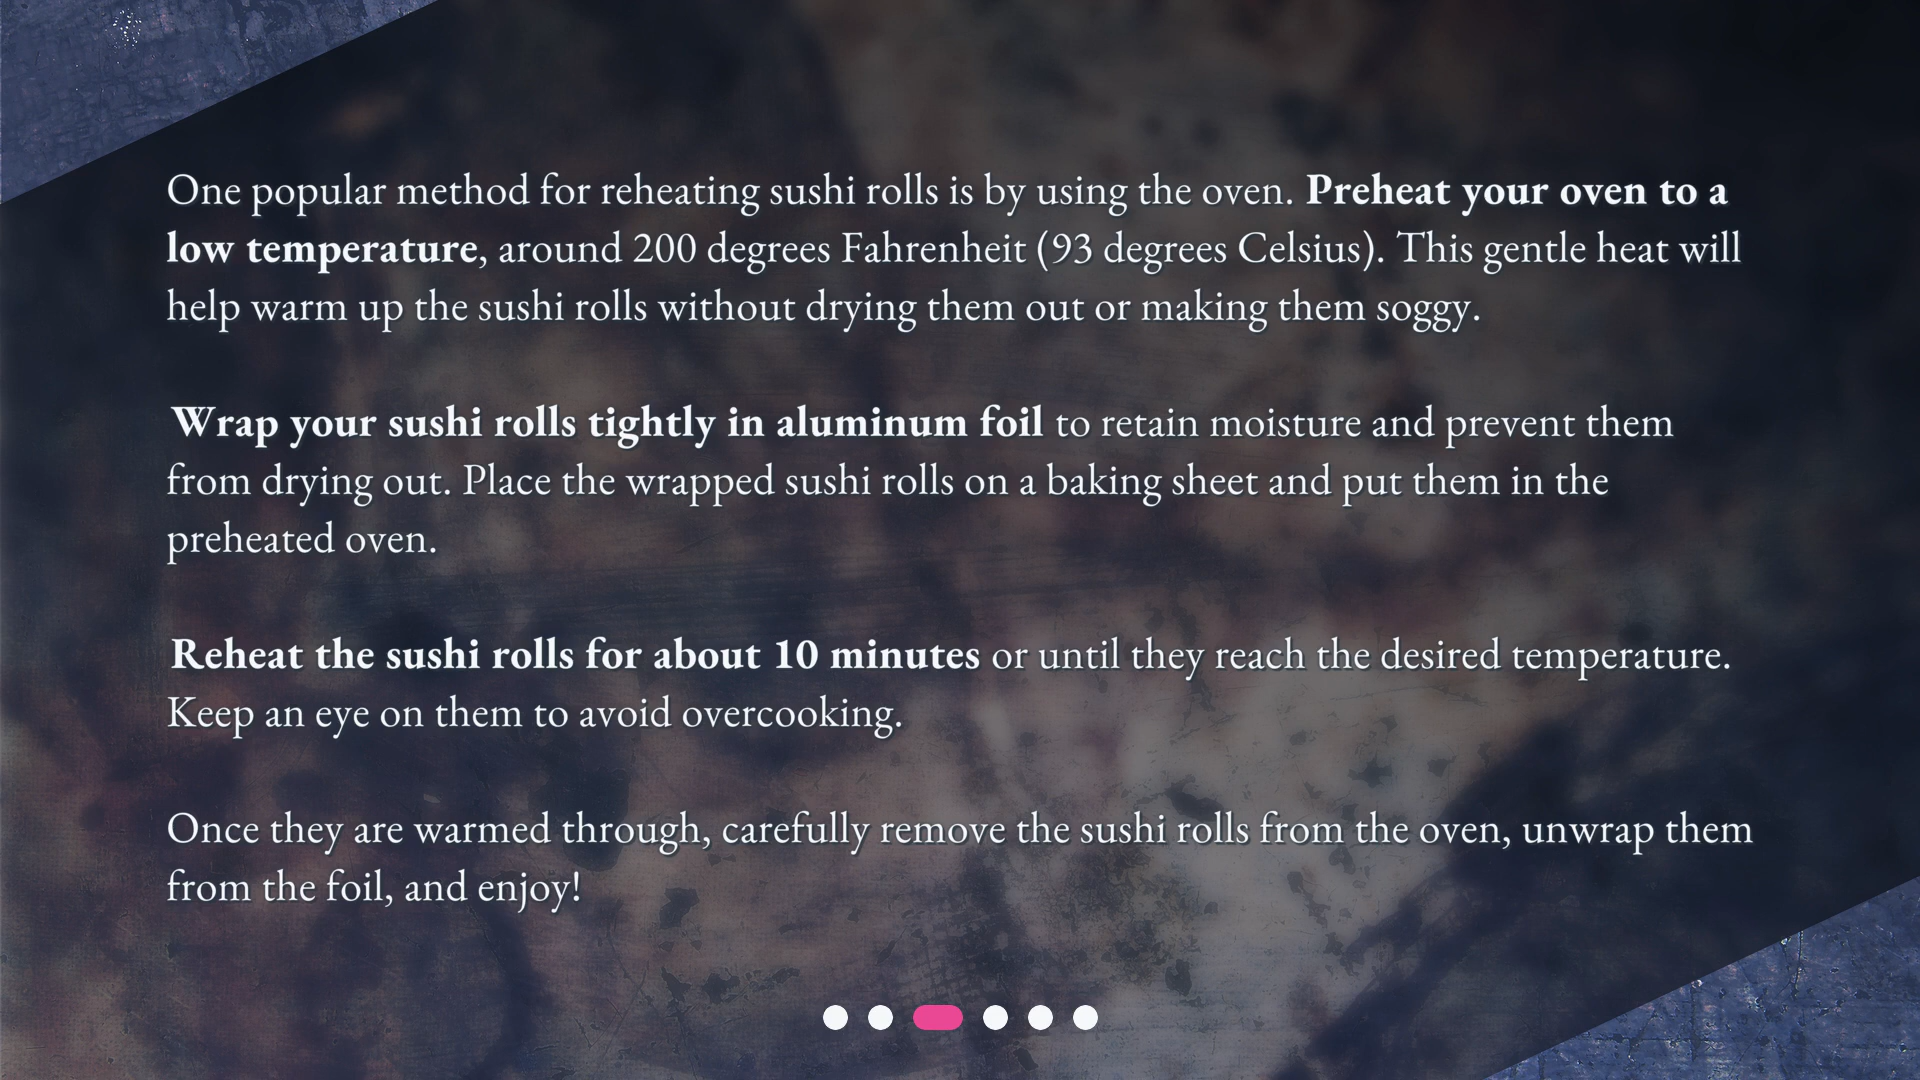 One popular method for reheating sushi rolls is by using the oven. Preheat your oven to a
low temperature, around 200 degrees Fahrenheit (93 degrees Celsius). This gentle heat will
help warm up the sushi rolls without drying them out or making them soggy.
Wrap your sushi rolls tightly in aluminum foil to retain moisture and prevent them
from drying out. Place the wrapped sushi rolls on a baking sheet and put them in the
preheated oven.
Reheat the sushi rolls for about 10 minutes or until they reach the desired temperature.
Keep an eye on them to avoid overcooking.
Once they are warmed through, carefully remove the sushi rolls from the oven, unwrap them
from the foil, and enjoy!